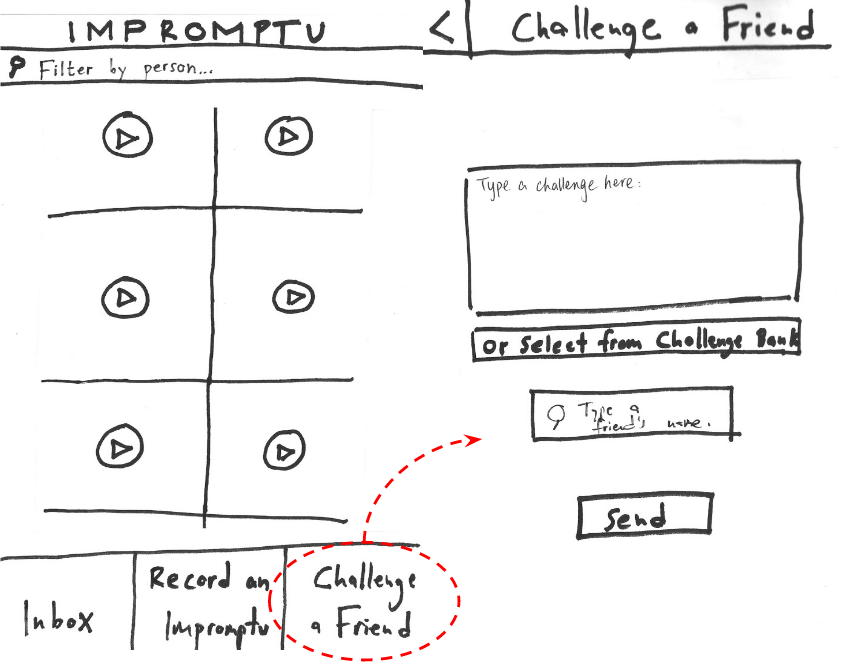 IMPROMPTU
Filter by person...
Inbox
Record an
Impromptu
Challenge
a Friend
< Challenge a Friend
Type a challenge here:
Or Select from Challenge Bank
Type a
friend's name.
Send